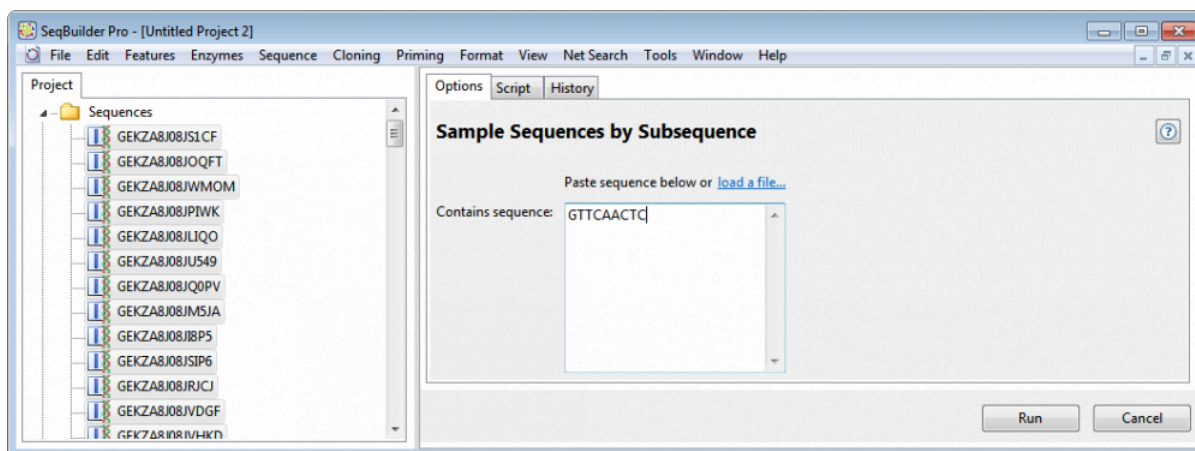 SeqBuilder Pro - [Untitled Project 2]
File Edit Features Enzymes Sequence Cloning Priming Format View Net Search Tools Window Help
Project
Sequences
GEKZA8J08JS1CF
GEKZA8J08JOQFT
GEKZA8J08JWMOM
GEKZA8J08JPIWK
GEKZA8J08JLIQO
GEKZA8J08JU549
GEKZA8J08JQ0PV
GEKZA8J08JM5JA
GEKZA8J08JI8P5
GEKZA8J08JSIP6
GEKZA8J08JRJCJ
GEKZA8J08JVDGF
GEKZA8J08JVHKD
Options Script History
Sample Sequences by Subsequence
?
Paste sequence below or load a file...
Contains sequence: GTTCAACTC
Run Cancel